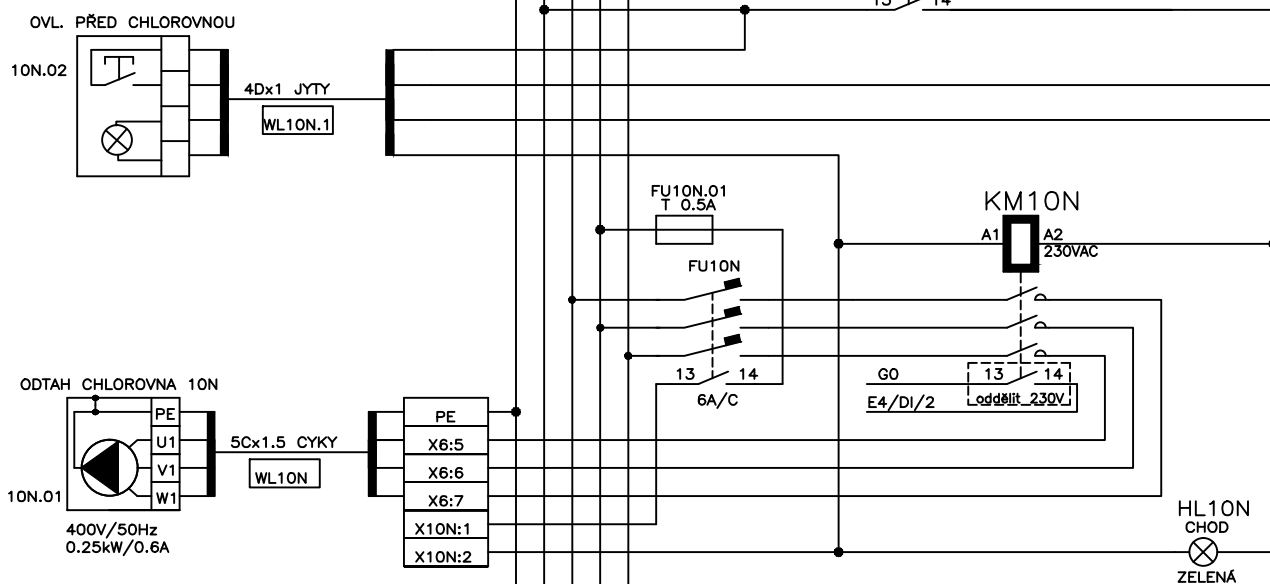 13 14
OVL. PŘED CHLOROVNOU
10N.02
4Dx1 JYTY
WL10N.1
FU10N.01
T 0.5A
KM10N
A1 A2
230VAC
FU10N
13 14
6A/C
G0 13 14
E4/DI/2 oddělit 230V
ODTAH CHLOROVNA 10N
PE
U1
V1
W1
10N.01
400V/50Hz
0.25kW/0.6A
5Cx1.5 CYKY
WL10N
PE
X6:5
X6:6
X6:7
X10N:1
X10N:2
HL10N
CHOD
ZELENÁ